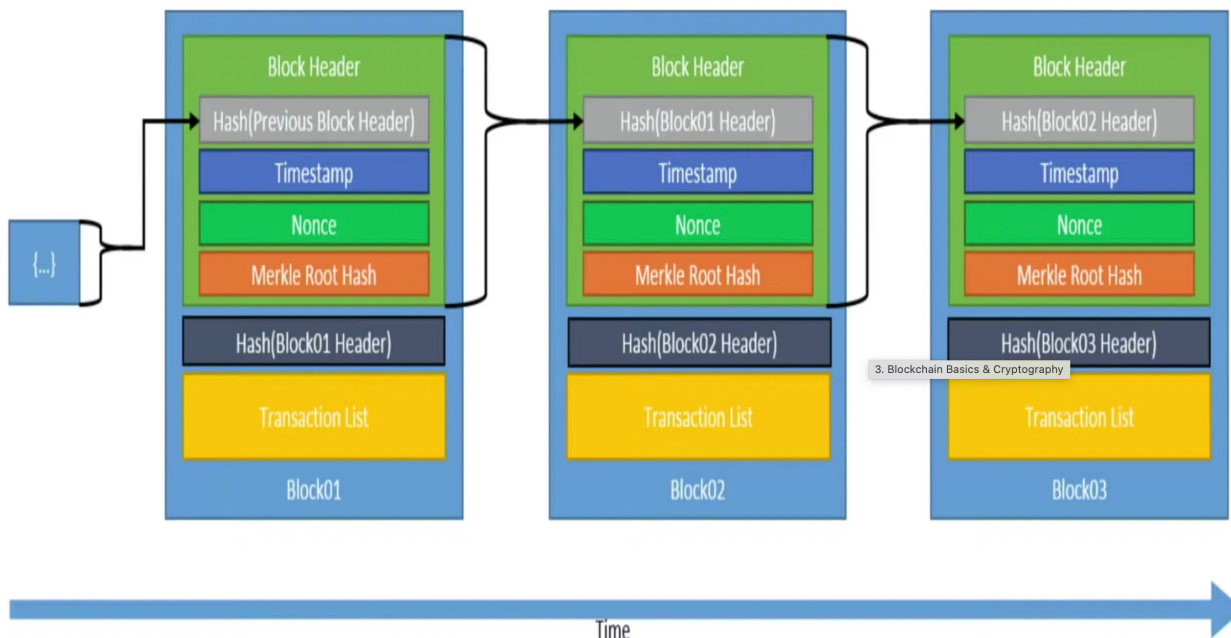 {...}
Block Header
Hash(Previous Block Header)
Timestamp
Nonce
Merkle Root Hash
Hash(Block01 Header)
Transaction List
Block01
Block Header
Hash(Block01 Header)
Timestamp
Nonce
Merkle Root Hash
Hash(Block02 Header)
Transaction List
Block02
Block Header
Hash(Block02 Header)
Timestamp
Nonce
Merkle Root Hash
Hash(Block03 Header)
3. Blockchain Basics & Cryptography
Transaction List
Block03
Time